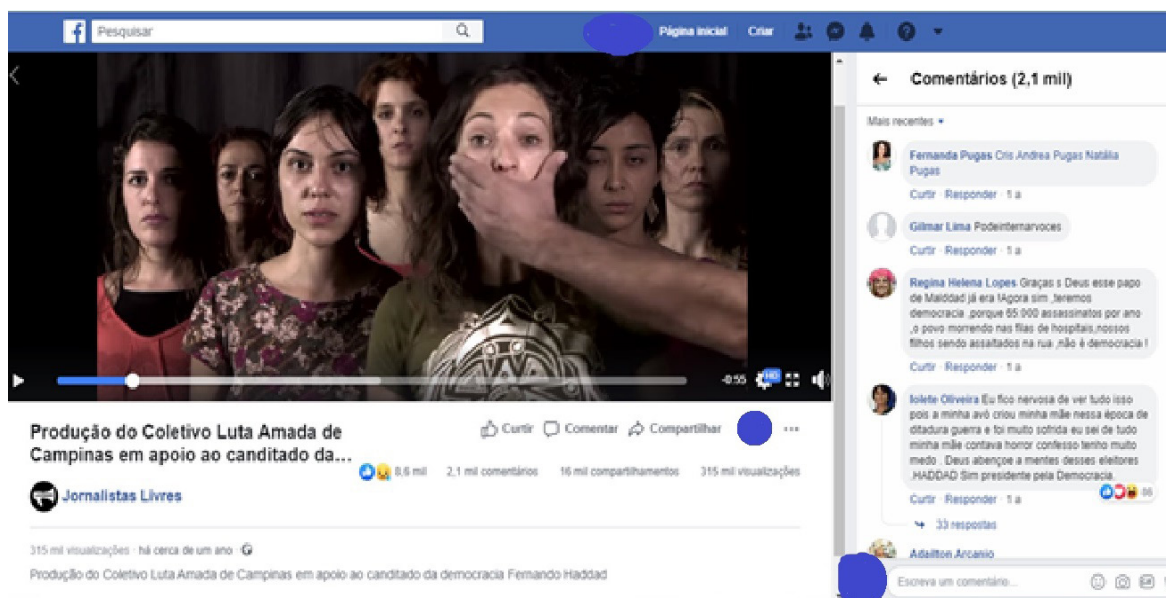 f Pesquisar
Página inicial Criar
-0:55 HD
Produção do Coletivo Luta Amada de
Campinas em apoio ao canditado da...
Curtir Comentar Compartilhar ...
8,6 mil 2,1 mil comentários 16 mil compartilhamentos 315 mil visualizações
Jornalistas Livres
315 mil visualizações · há cerca de um ano ·
Produção do Coletivo Luta Amada de Campinas em apoio ao canditado da democracia Fernando Haddad
Comentários (2,1 mil)
Mais recentes
Fernanda Pugas Cris Andrea Pugas Natália
Pugas
Curtir · Responder · 1 a
Gilmar Lima Podeinternarvoces
Curtir · Responder · 1 a
Regina Helena Lopes Graças s Deus esse papo
de Malddad já era !Agora sim ,teremos
democracia ,porque 65.000 assassinatos por ano
,o povo morrendo nas filas de hospitais,nossos
filhos sendo assaltados na rua ,não é democracia !
Curtir · Responder · 1 a
Iolete Oliveira Eu fico nervosa de ver tudo isso
pois a minha avó criou minha mãe nessa época de
ditadura guerra e foi muito sofrida eu sei de tudo
minha mãe contava horror confesso tenho muito
medo . Deus abençoe a mentes desses eleitores
.HADDAD Sim presidente pela Democracia.
Curtir · Responder · 1 a
33 respostas
Adailton Arcanjo
Escreva um comentário...